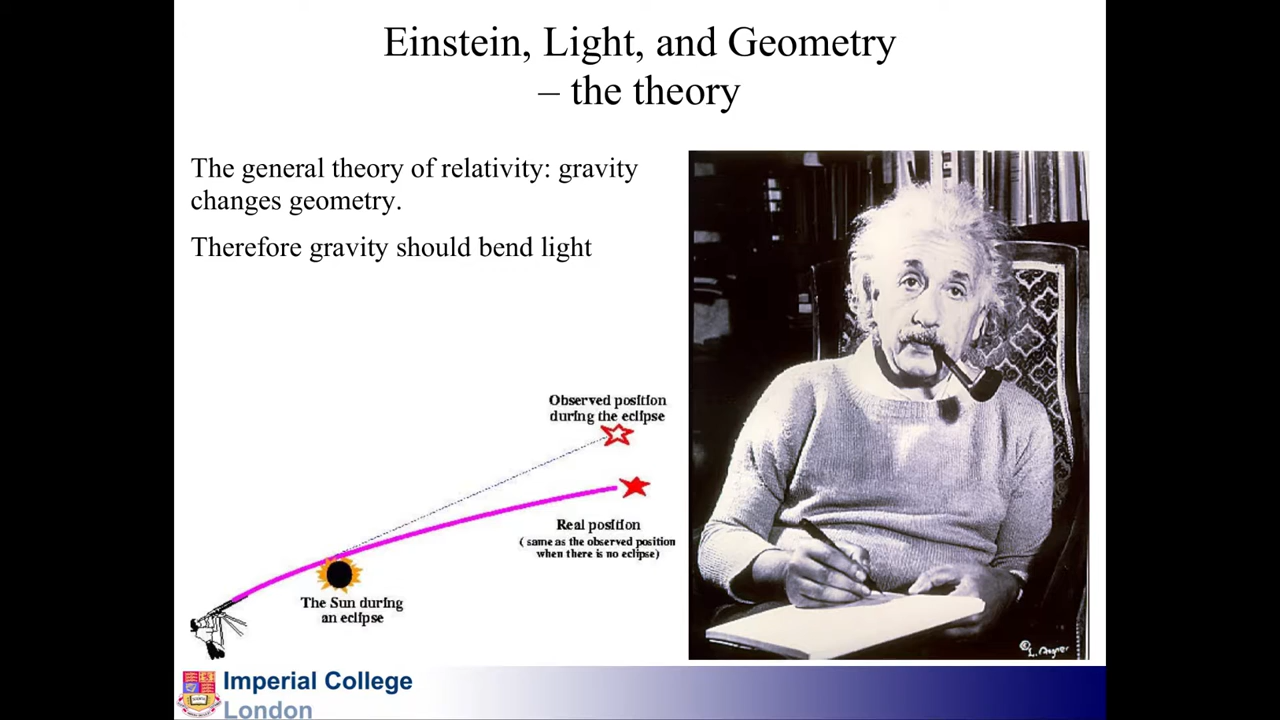 Einstein, Light, and Geometry
– the theory
The general theory of relativity: gravity
changes geometry.
Therefore gravity should bend light
Observed position
during the eclipse
Real position
( same as the observed position
when there is no eclipse)
The Sun during
an eclipse
Imperial College
London